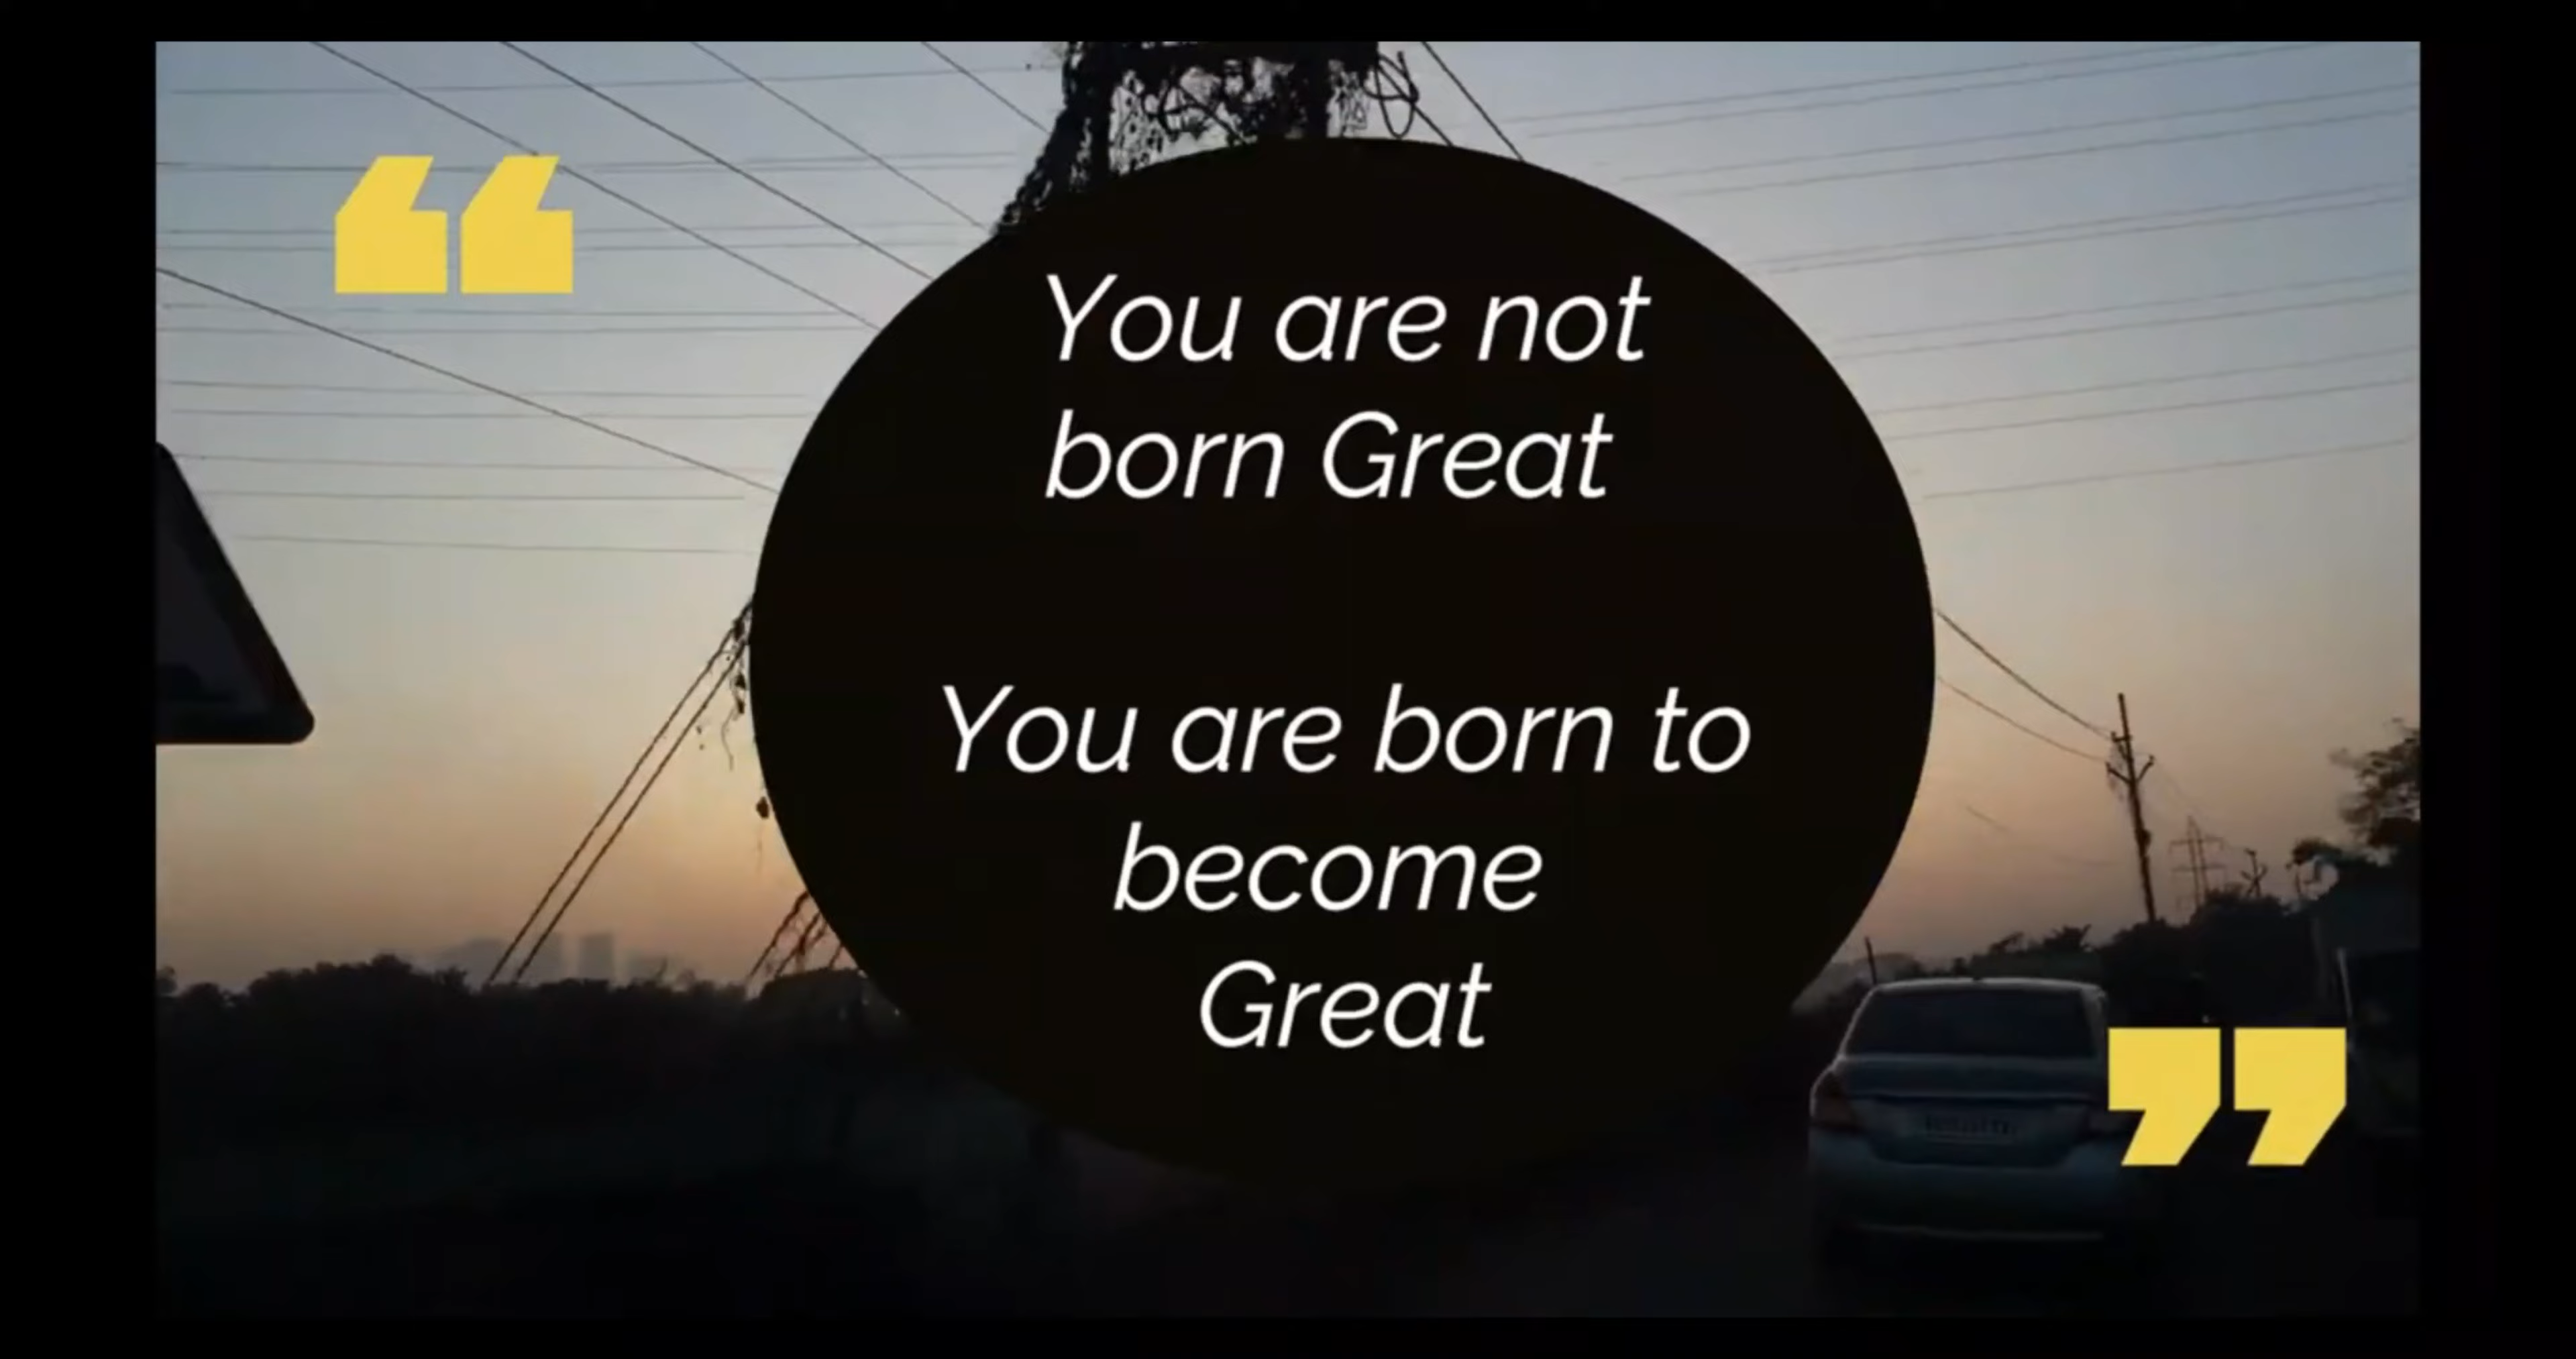 “
You are not
born Great
You are born to
become
Great
”